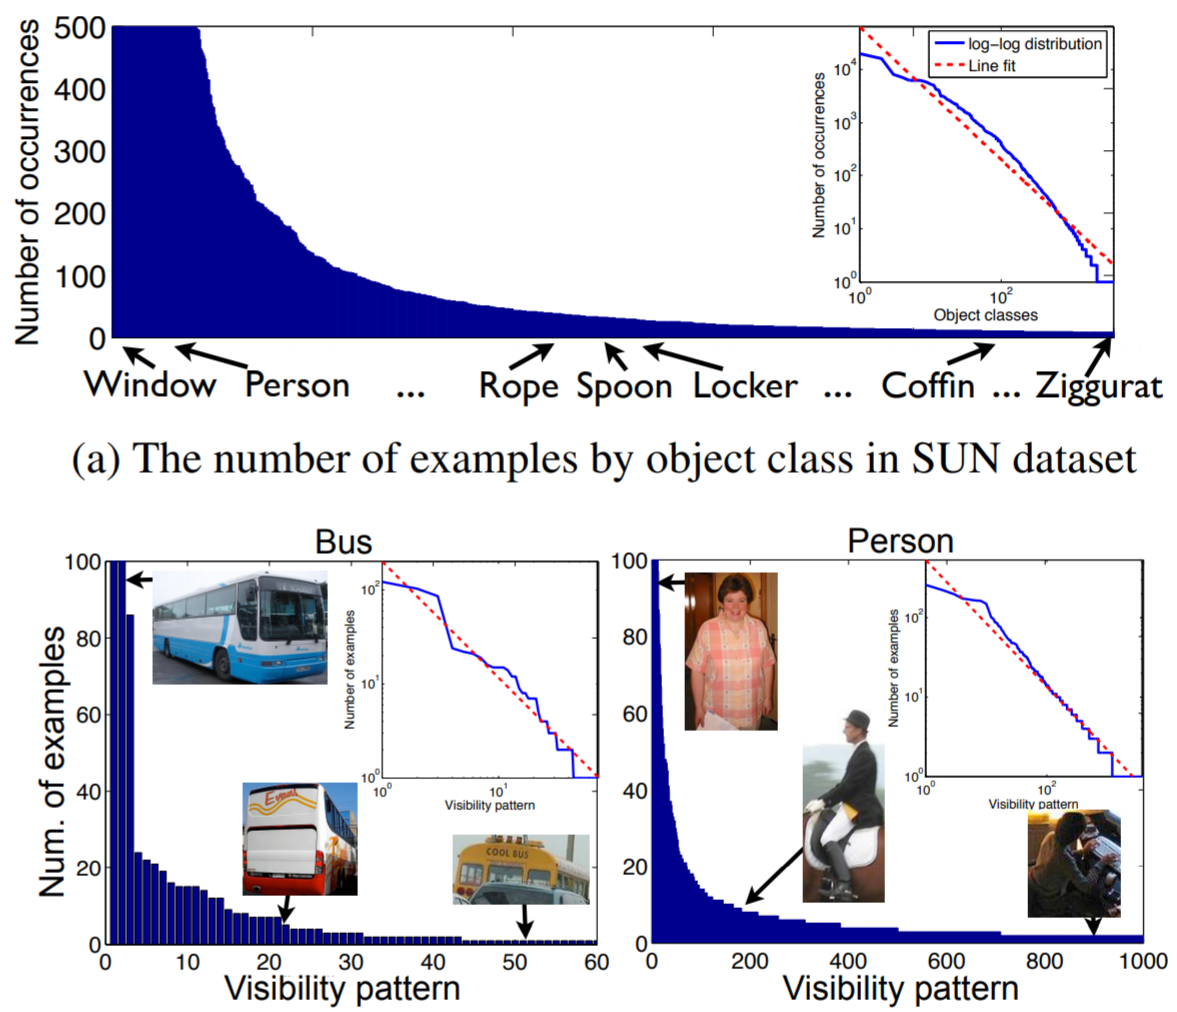 500
400
300
200
100
0
Number of occurrences
Window Person ... Rope Spoon Locker ... Coffin ... Ziggurat
log-log distribution
Line fit
10^4
10^3
10^2
10^1
10^0
Number of occurrences
10^0 10^2
Object classes
(a) The number of examples by object class in SUN dataset
Bus
100
80
60
40
20
0
Num. of examples
0 10 20 30 40 50 60
Visibility pattern
10^2
10^1
10^0
Number of examples
10^0 10^1
Visibility pattern
COOL BUS
Person
100
80
60
40
20
0
0 200 400 600 800 1000
Visibility pattern
10^2
10^1
10^0
Number of examples
10^0 10^2
Visibility pattern